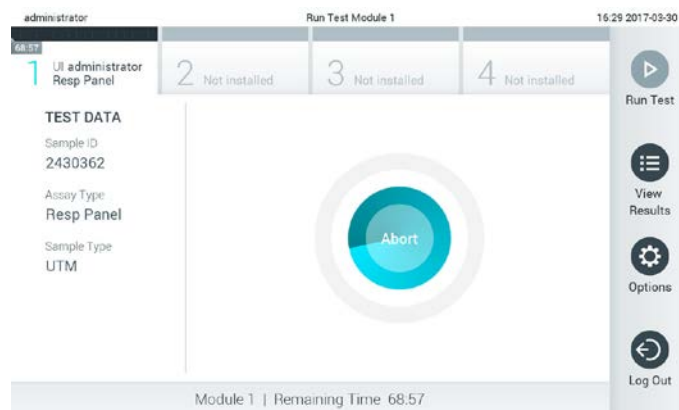 administrator
Run Test Module 1
16:29 2017-03-30
68:57
1 UI administrator
Resp Panel
2 Not installed
3 Not installed
4 Not installed
TEST DATA
Sample ID
2430362
Assay Type
Resp Panel
Sample Type
UTM
Abort
Run Test
View
Results
Options
Log Out
Module 1 | Remaining Time 68:57